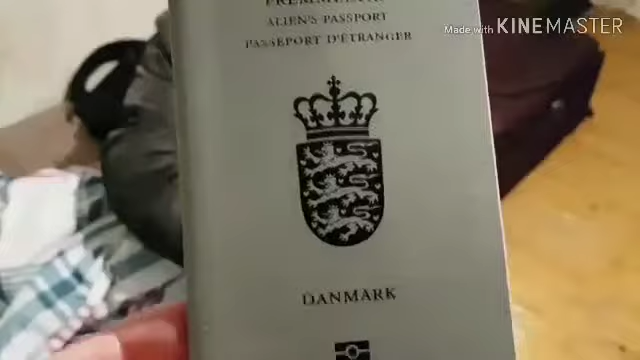 Made with KINEMASTER
ALIEN'S PASSPORT
PASSEPORT D'ÉTRANGER
DANMARK